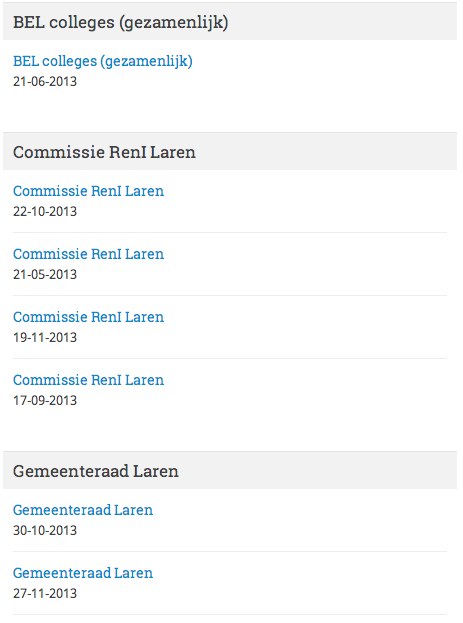 BEL colleges (gezamenlijk)
BEL colleges (gezamenlijk)
21-06-2013
Commissie RenI Laren
Commissie RenI Laren
22-10-2013
Commissie RenI Laren
21-05-2013
Commissie RenI Laren
19-11-2013
Commissie RenI Laren
17-09-2013
Gemeenteraad Laren
Gemeenteraad Laren
30-10-2013
Gemeenteraad Laren
27-11-2013